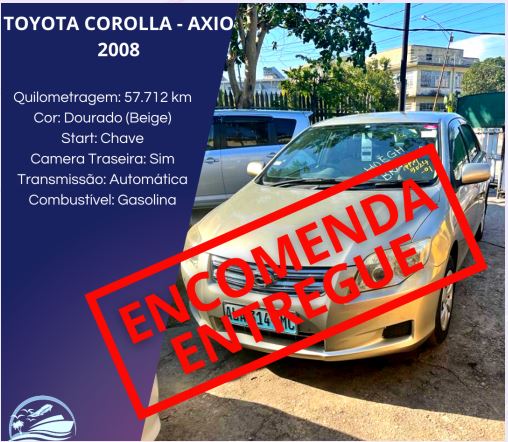 TOYOTA COROLLA - AXIO
2008
Quilometragem: 57.712 km
Cor: Dourado (Beige)
Start: Chave
Camera Traseira: Sim
Transmissão: Automática
Combustível: Gasolina
ENCOMENDA
ENTREGUE